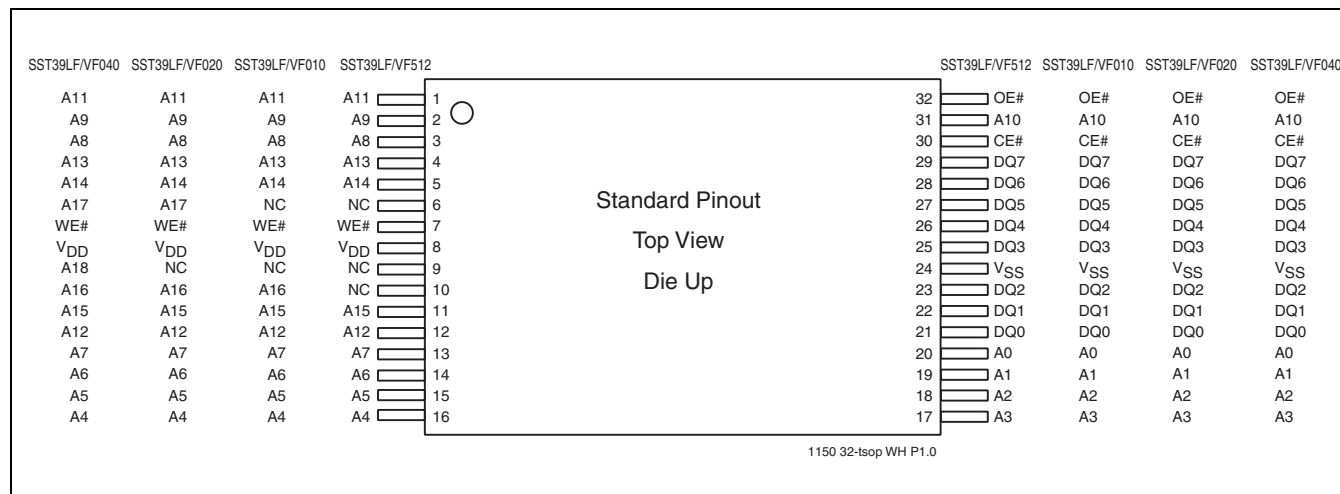 SST39LF/VF040 SST39LF/VF020 SST39LF/VF010 SST39LF/VF512 SST39LF/VF512 SST39LF/VF010 SST39LF/VF020 SST39LF/VF040
A11 A11 A11 A11 1 32 OE# OE# OE# OE#
A9 A9 A9 A9 2 31 A10 A10 A10 A10
A8 A8 A8 A8 3 30 CE# CE# CE# CE#
A13 A13 A13 A13 4 29 DQ7 DQ7 DQ7 DQ7
A14 A14 A14 A14 5 28 DQ6 DQ6 DQ6 DQ6
A17 A17 NC NC 6 Standard Pinout 27 DQ5 DQ5 DQ5 DQ5
WE# WE# WE# WE# 7 26 DQ4 DQ4 DQ4 DQ4
VDD VDD VDD VDD 8 Top View 25 DQ3 DQ3 DQ3 DQ3
A18 NC NC NC 9 24 VSS VSS VSS VSS
A16 A16 A16 NC 10 Die Up 23 DQ2 DQ2 DQ2 DQ2
A15 A15 A15 A15 11 22 DQ1 DQ1 DQ1 DQ1
A12 A12 A12 A12 12 21 DQ0 DQ0 DQ0 DQ0
A7 A7 A7 A7 13 20 A0 A0 A0 A0
A6 A6 A6 A6 14 19 A1 A1 A1 A1
A5 A5 A5 A5 15 18 A2 A2 A2 A2
A4 A4 A4 A4 16 17 A3 A3 A3 A3
1150 32-tsop WH P1.0